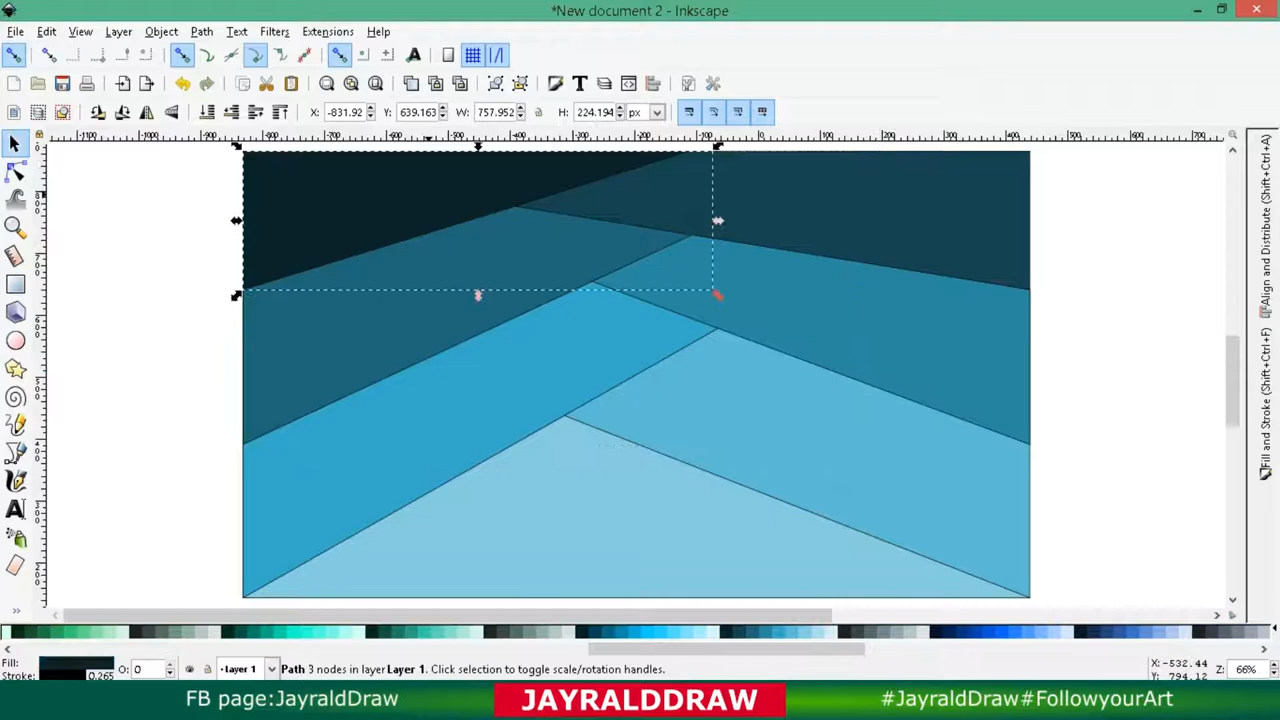 *New document 2 - Inkscape
File Edit View Layer Object Path Text Filters Extensions Help
X: -831.92 Y: 639.163 W: 757.952 H: 224.194 px
Align and Distribute (Shift+Ctrl+A)
Fill and Stroke (Shift+Ctrl+F)
Fill: O: 0 Layer 1 Path 3 nodes in layer Layer 1. Click selection to toggle scale/rotation handles. X: -532.44 Z: 66%
Stroke: 0.265 Y: 794.12
FB page:JayraldDraw JAYRALDDRAW #JayraldDraw#FollowyourArt